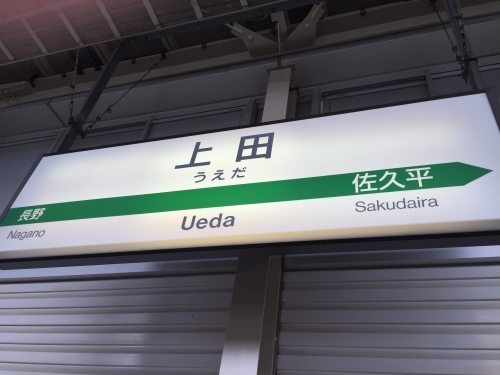 上田
うえだ
長野
佐久平
Nagano
Ueda
Sakudaira